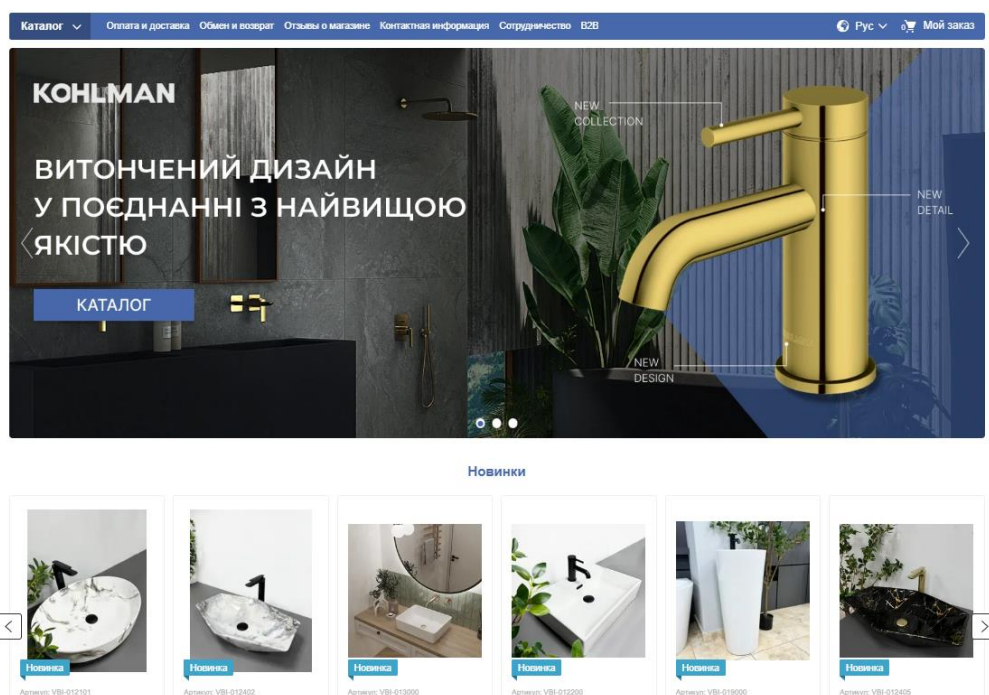 Каталог
Оплата и доставка Обмен и возврат Отзывы о магазине Контактная информация Сотрудничество B2B
Рус
0
Мой заказ
KOHLMAN
ВИТОНЧЕНИЙ ДИЗАЙН
У ПОЄДНАННІ З НАЙВИЩОЮ
ЯКІСТЮ
КАТАЛОГ
NEW
COLLECTION
NEW
DETAIL
NEW
DESIGN
Новинки
Новинка
Новинка
Новинка
Новинка
Новинка
Новинка
Артикул: VBI-012101
Артикул: VBI-012402
Артикул: VBI-013000
Артикул: VBI-012200
Артикул: VBI-019000
Артикул: VBI-012405